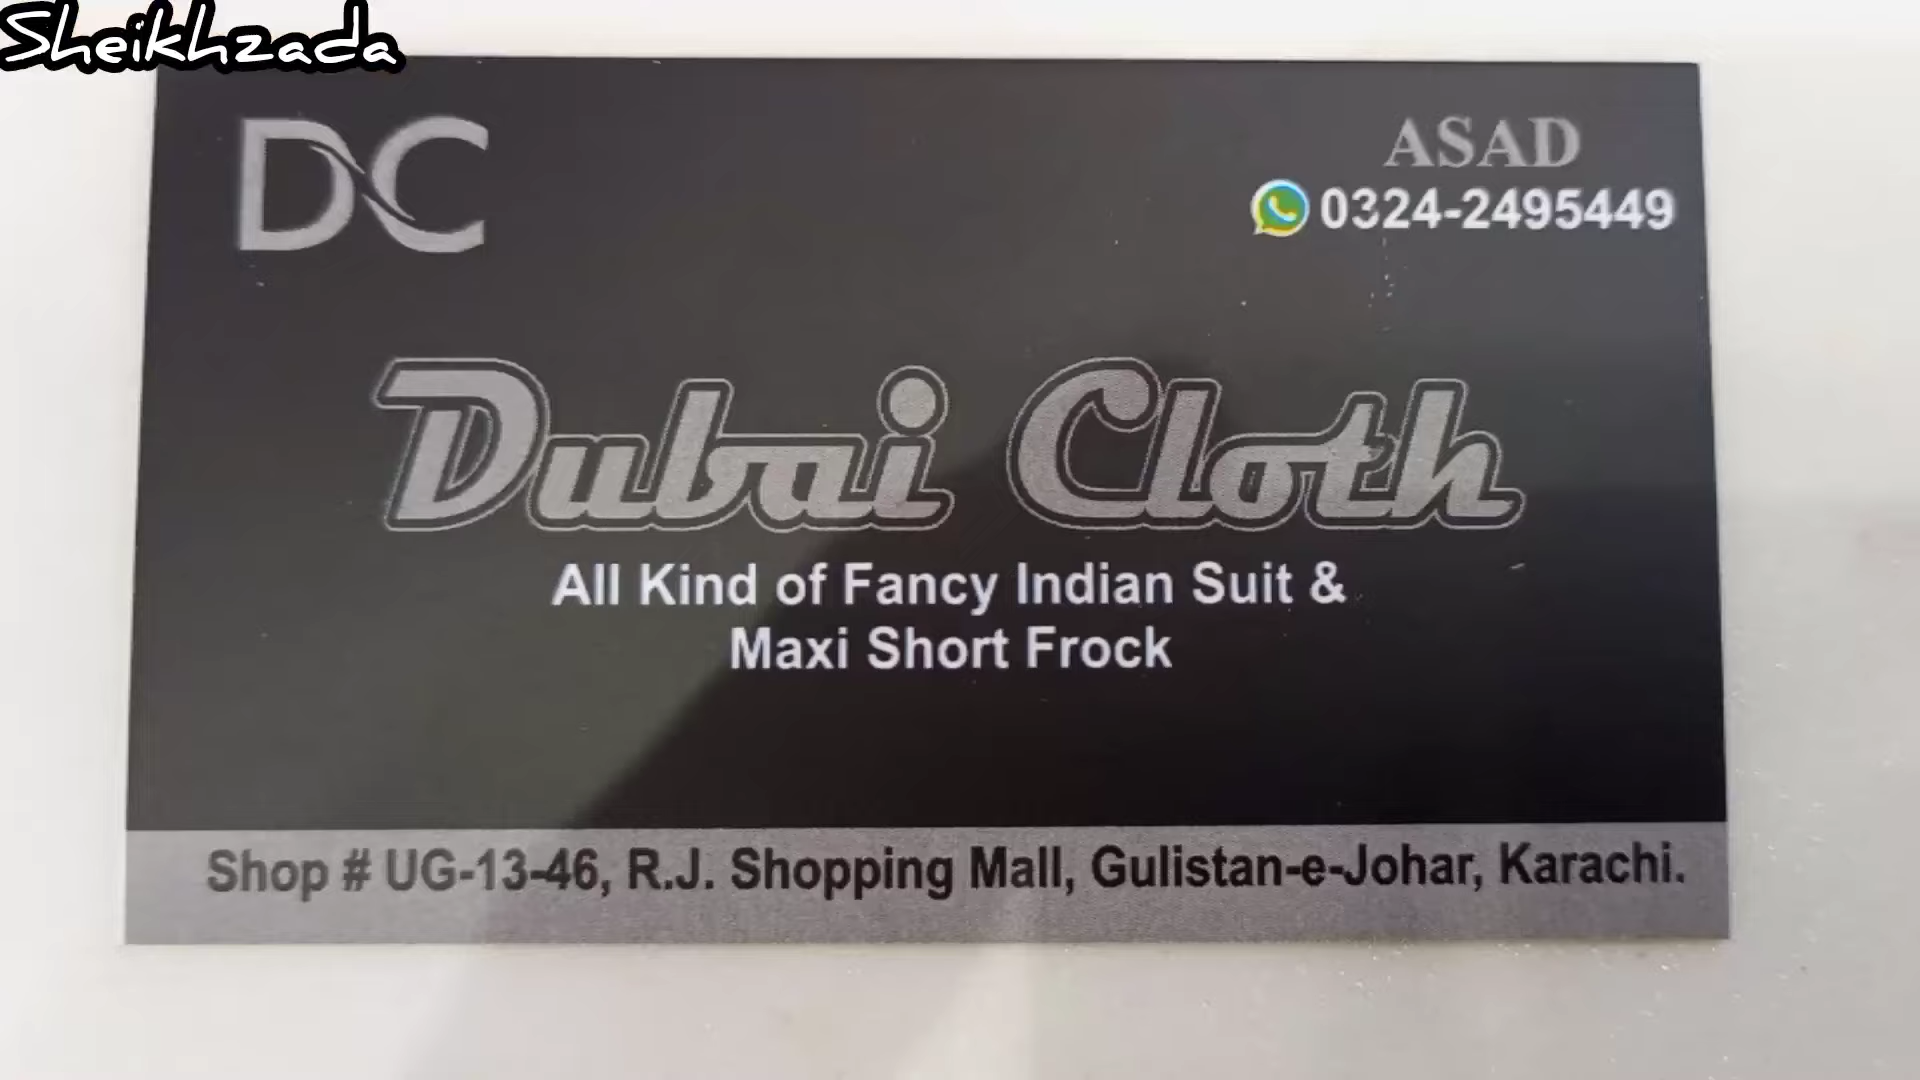 Sheikhzada
DC
ASAD
0324-2495449
Dubai Cloth
All Kind of Fancy Indian Suit &
Maxi Short Frock
Shop # UG-13-46, R.J. Shopping Mall, Gulistan-e-Johar, Karachi.